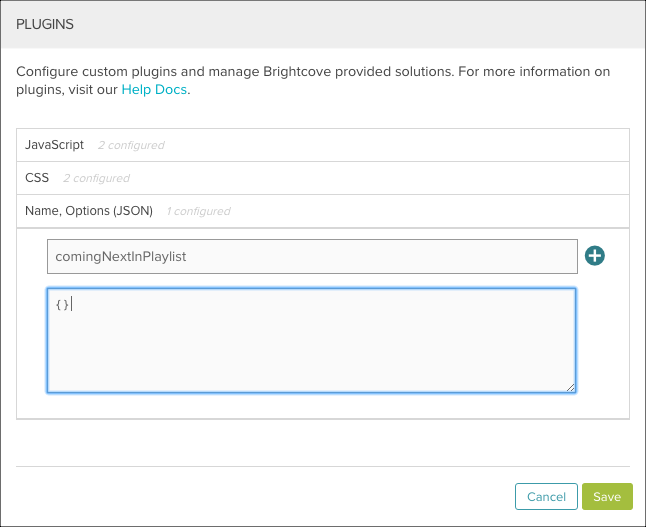 PLUGINS
Configure custom plugins and manage Brightcove provided solutions. For more information on
plugins, visit our Help Docs.
JavaScript 2 configured
CSS 2 configured
Name, Options (JSON) 1 configured
comingNextInPlaylist
{}
Cancel Save